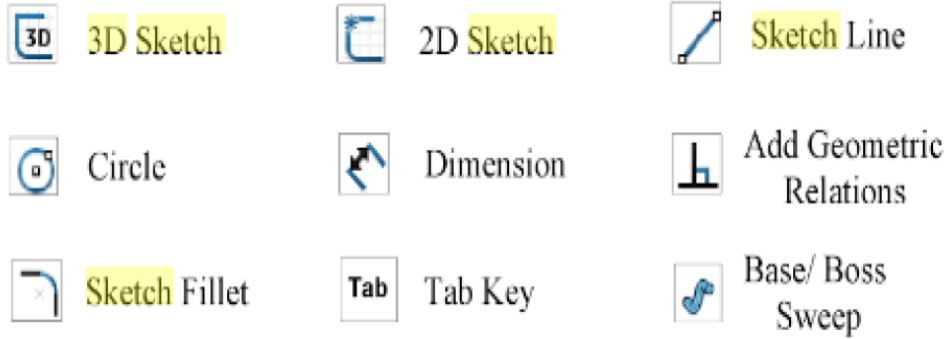 3D 3D Sketch
2D Sketch
Sketch Line
Circle
Dimension
Add Geometric
Relations
Sketch Fillet
Tab Tab Key
Base/ Boss
Sweep